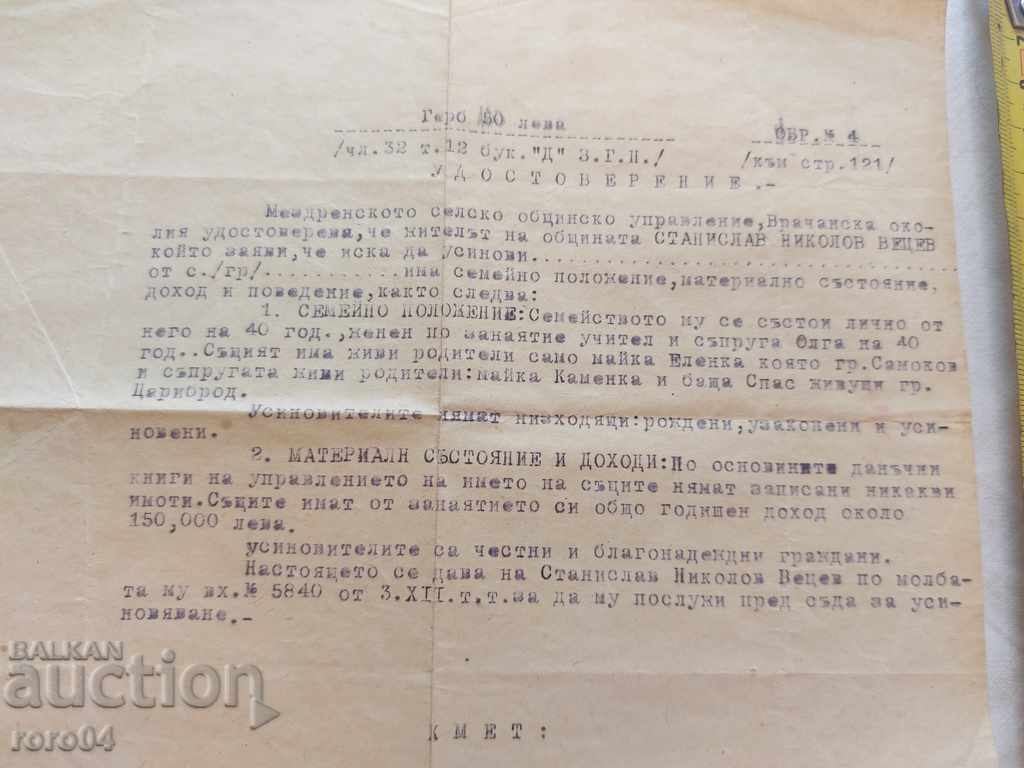 Герб 50 лева
ОБР.№ 4
/чл.32 т.12 бук."Д" З.Г.Н./
/към стр.121/
УДОСТОВЕРЕНИЕ.-
Мездренското селско общинско управление,Врачанска око-
лия удостоверева,че жителът на общината СТАНИСЛАВ НИКОЛОВ ВЕЦЕВ
който заяви,че иска да усинови......................................
от с./гр/............има семейно положение,материално състояние,
доход и поведение,както следва:
1. СЕМЕЙНО ПОЛОЖЕНИЕ:Семейството му се състои лично от
него на 40 год.,женен по занаятие учител и съпруга Олга на 40
год..Същият има живи родители само майка Еленка която гр.Самоков
и съпругата живи родители:майка Каменка и баща Спас живущи гр.
Цариброд.
Усиновителите нямат низходящи:рождени,узаконени и уси-
новени.
2. МАТЕРИАЛН СЪСТОЯНИЕ И ДОХОДИ:По основините данъчни
книги на управлението на името на същите нямат записани никакви
имоти.Същите имат от занаятието си общо годишен доход около
150,000 лева.
усиновителите са честни и благонадеждни граждани.
Настоящето се дава на Станислав Николов Вецев по молба-
та му вх.№ 5840 от 3.XII.т.г.за да му послужи пред съда за уси-
новяване.-
КМЕТ:
BALKAN
auction
roro04